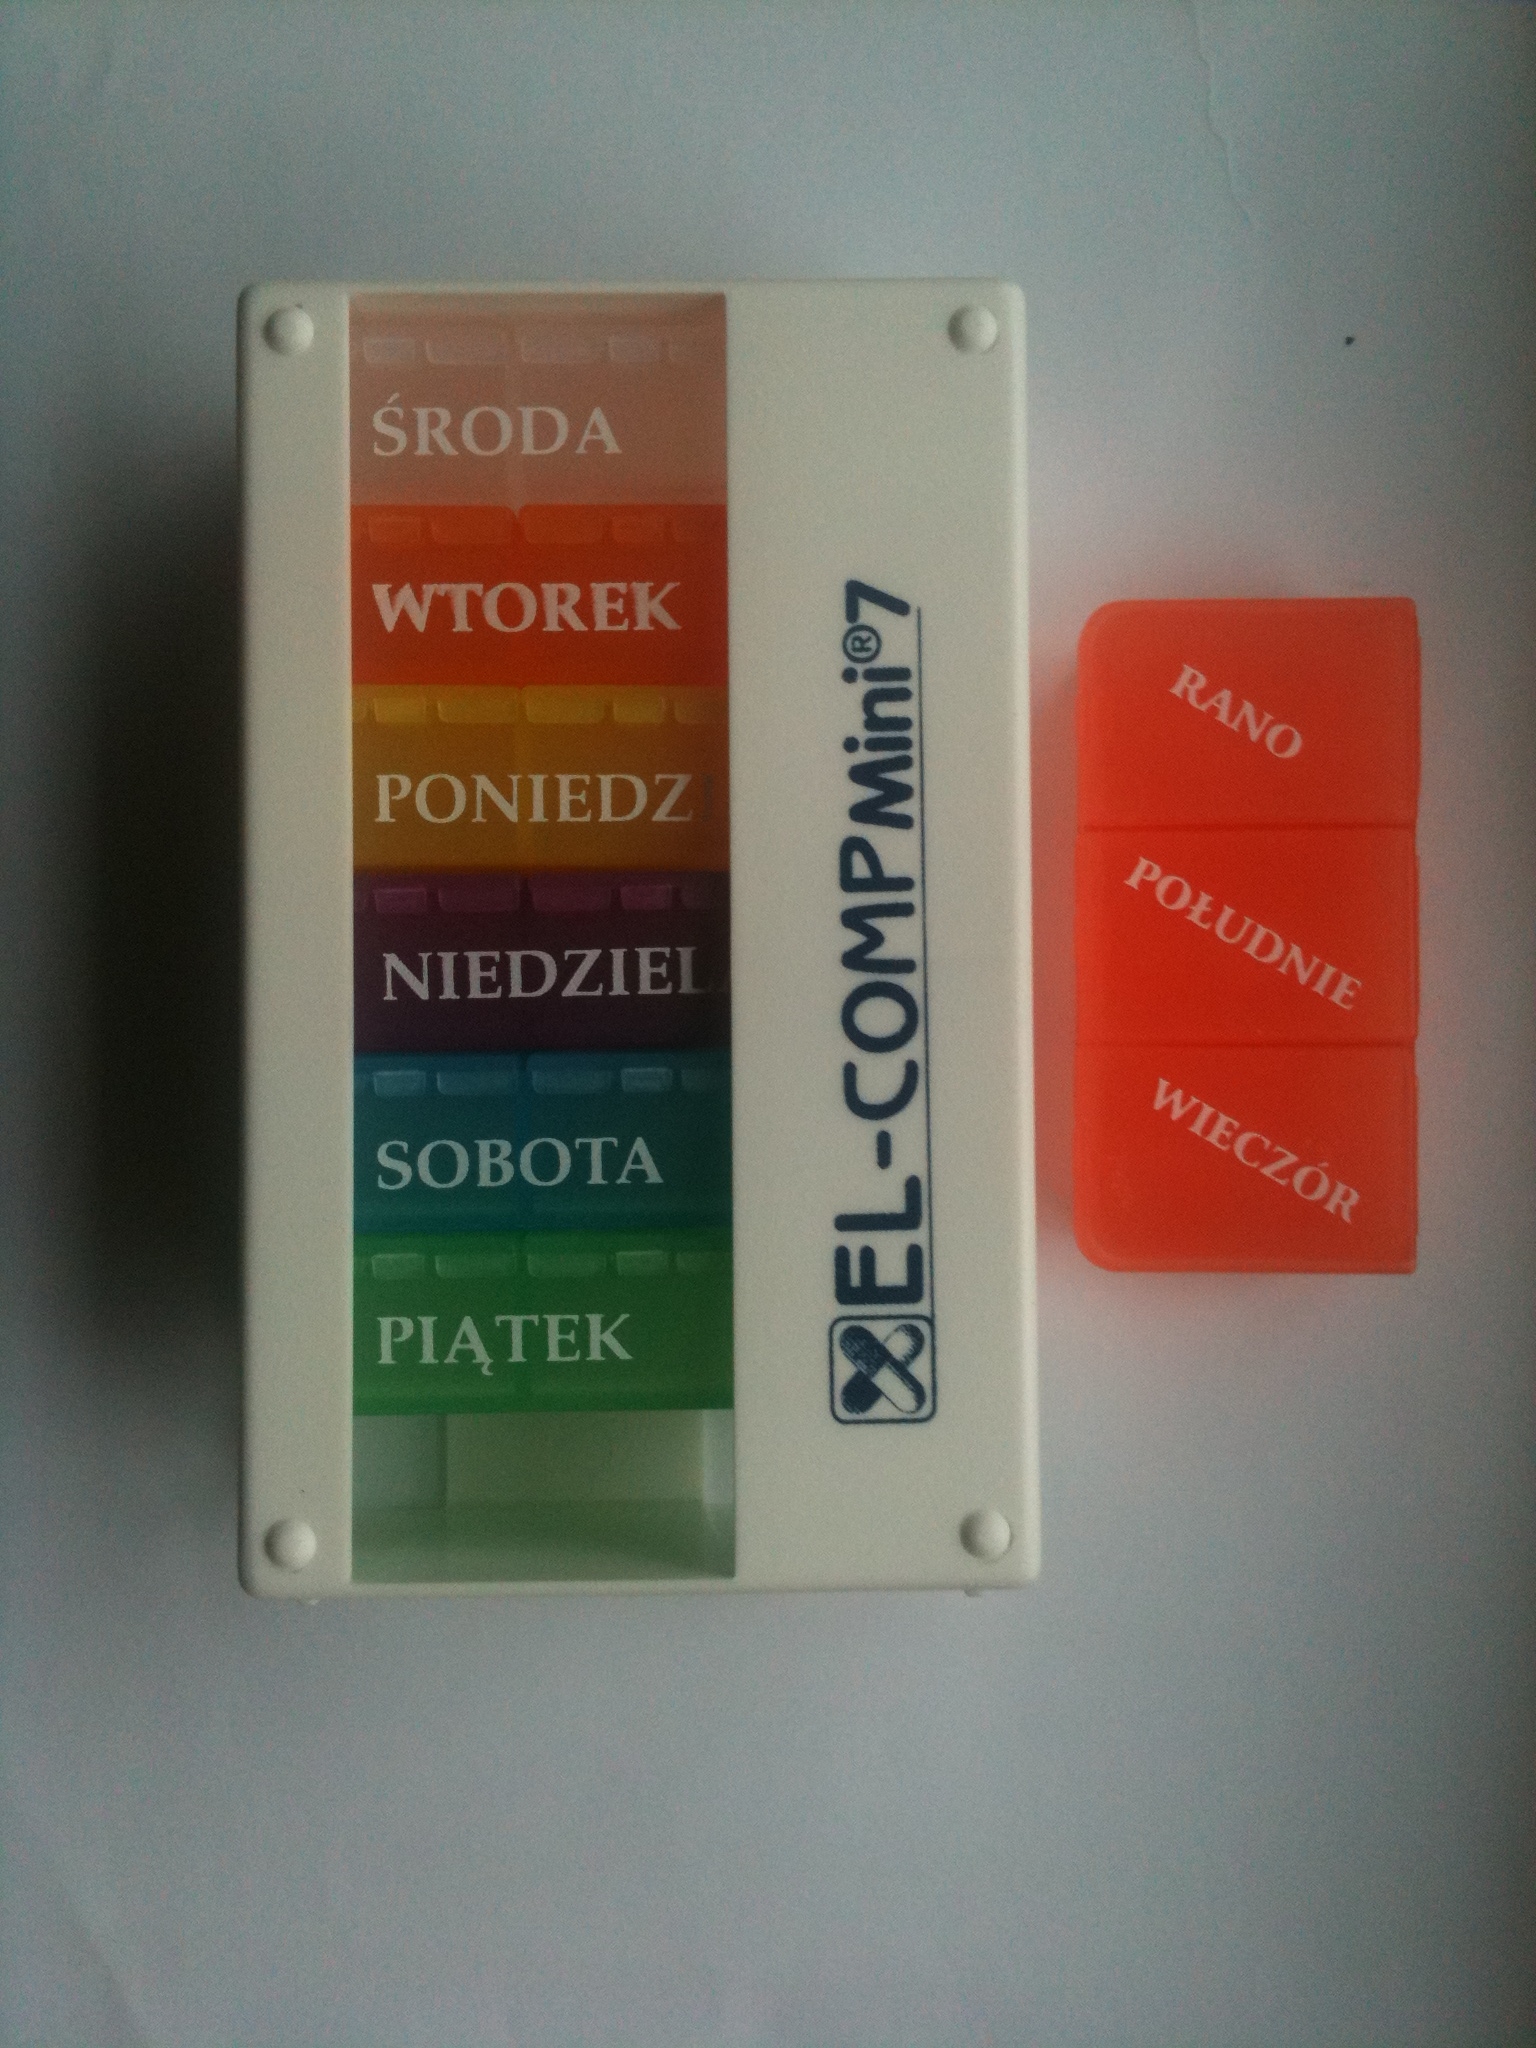 ŚRODA
WTOREK
PONIEDZ
NIEDZIEL
SOBOTA
PIĄTEK
EL-COMPMini®7
RANO
POŁUDNIE
WIECZÓR